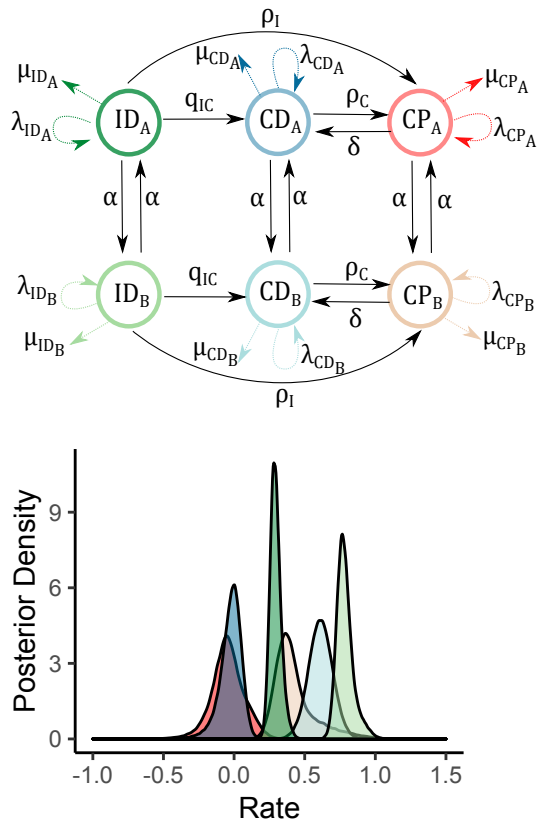 ρI
μIDA μCDA λCDA μCPA
qIC ρC
IDA CDA CPA
λIDA δ λCPA
α α α α α α
λIDB qIC ρC λCPB
IDB CDB CPB
δ
μIDB μCDB λCDB μCPB
ρI
Posterior Density
9
6
3
0
-1.0 -0.5 0.0 0.5 1.0 1.5
Rate